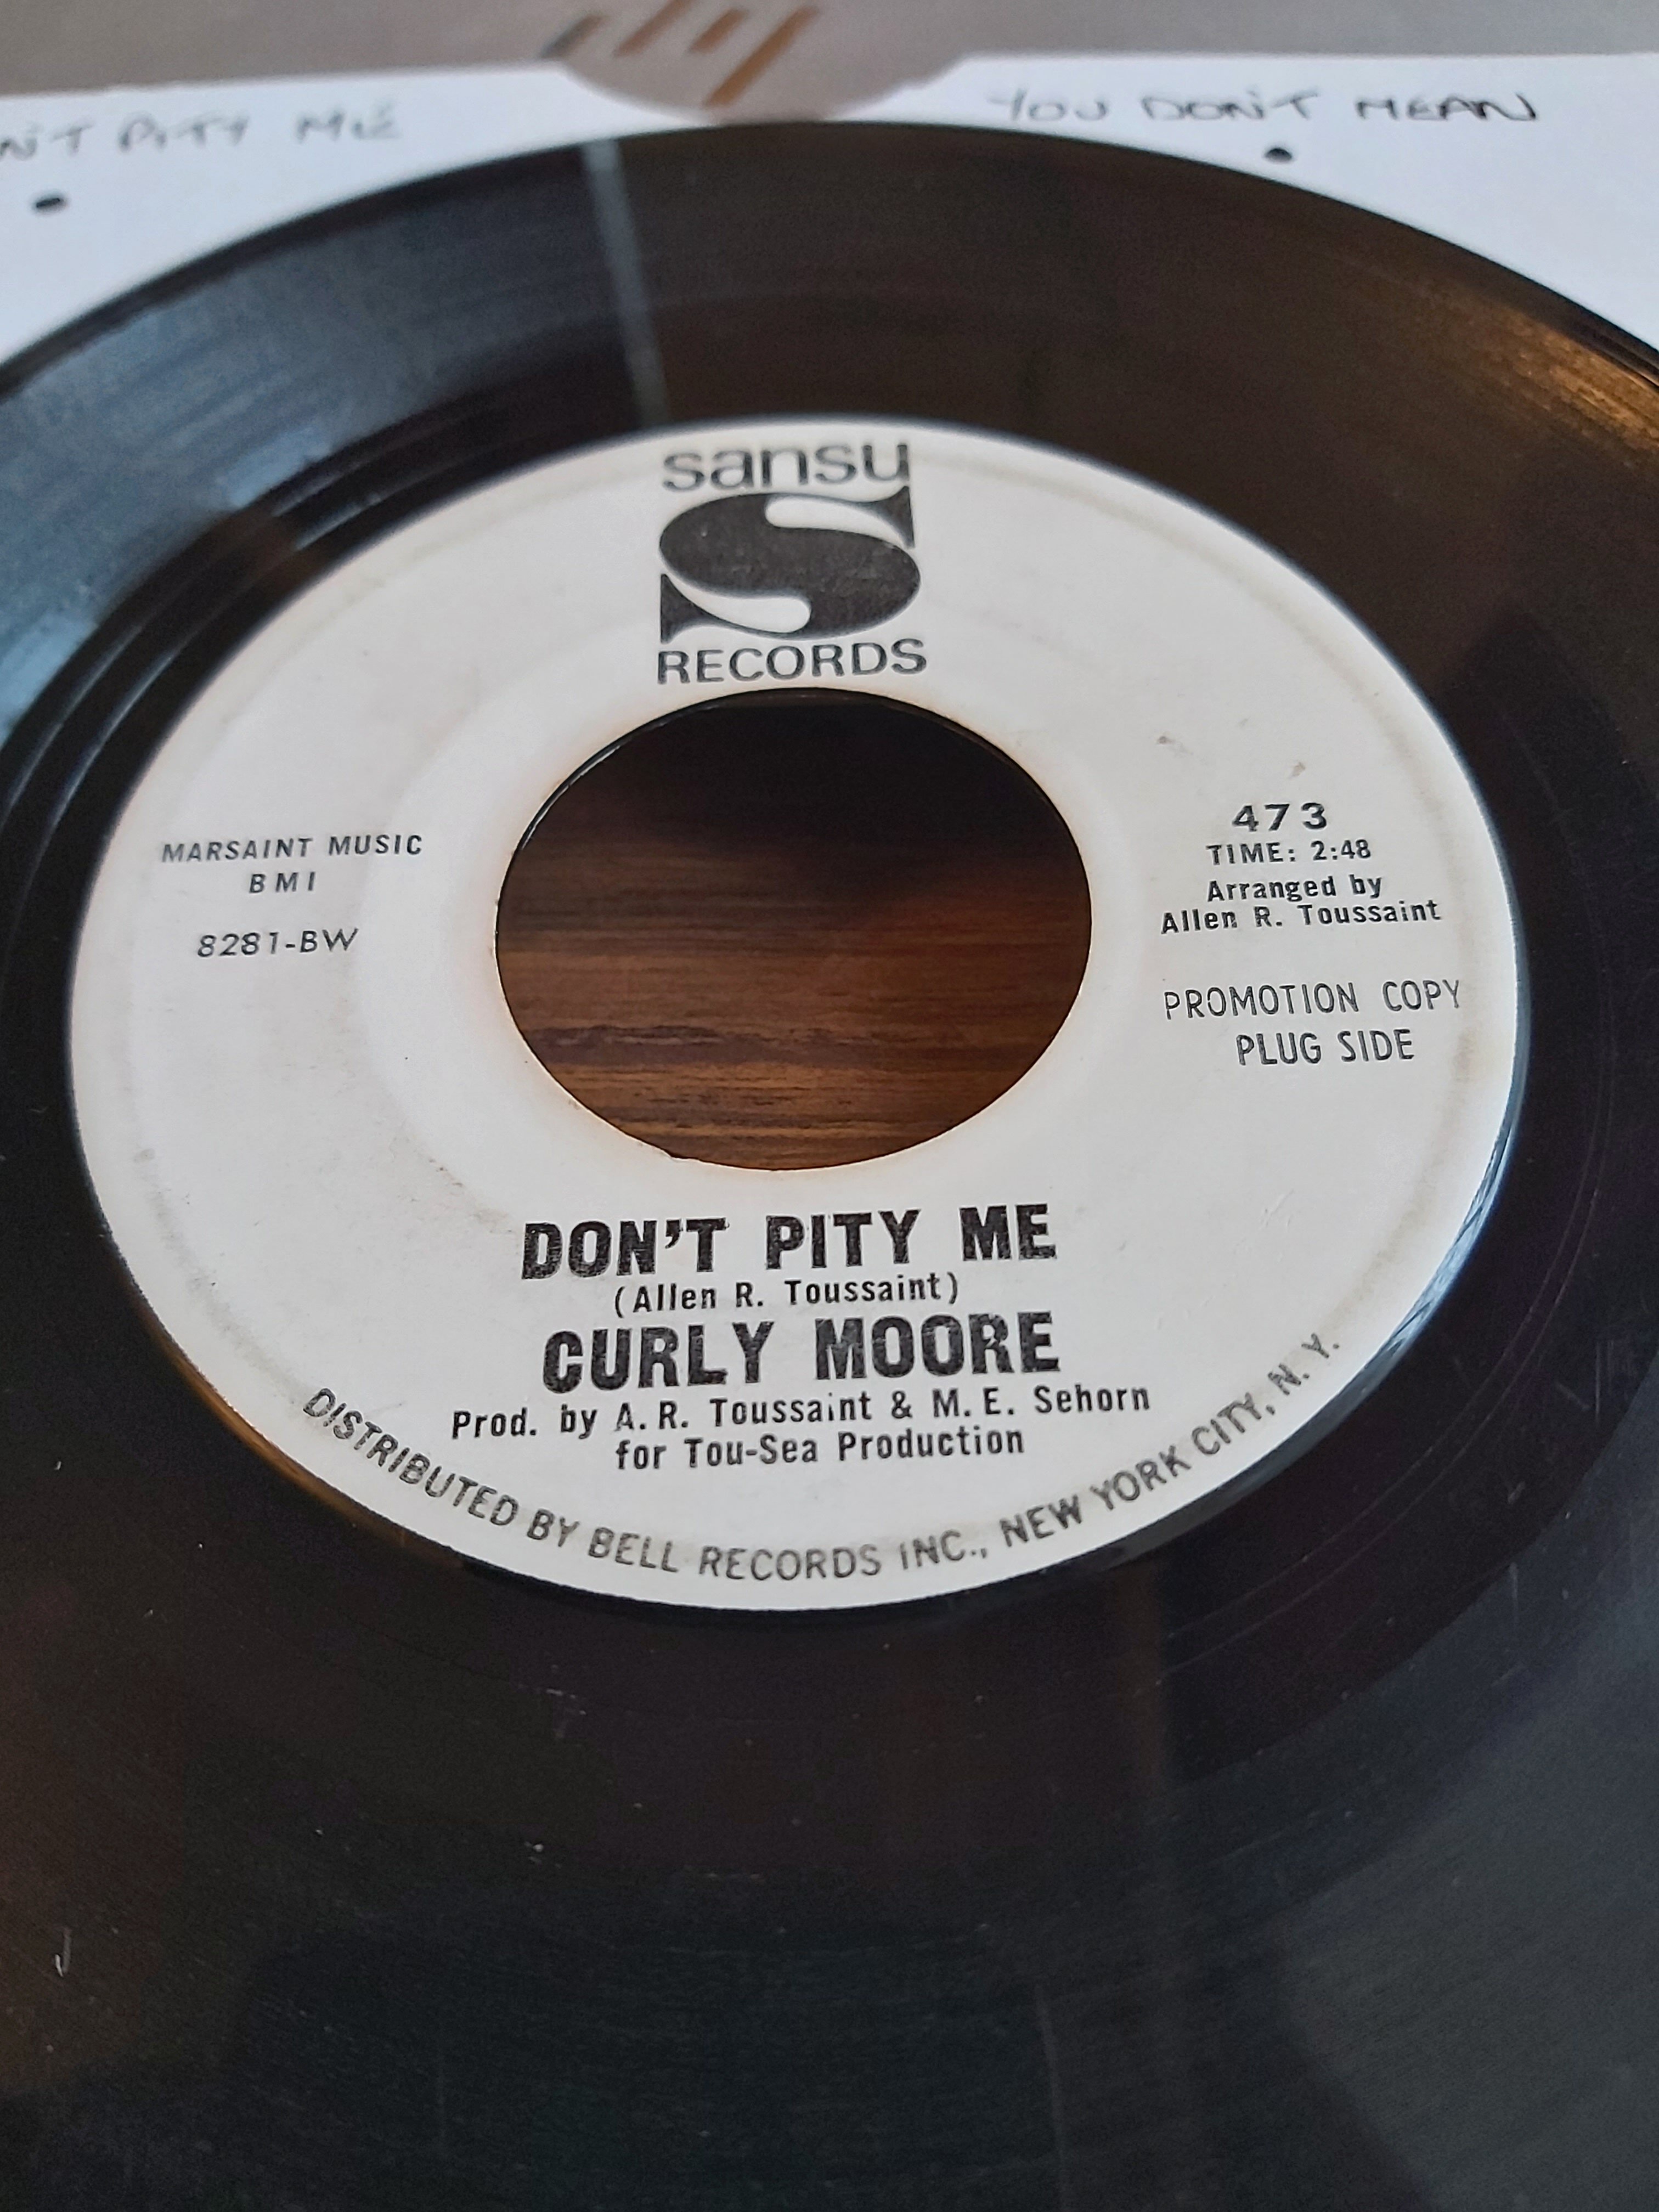 PITY ME
YOU DON'T MEAN
sansu
S
RECORDS
MARSAINT MUSIC
BMI
8281-BW
473
TIME: 2:48
Arranged by
Allen R. Toussaint
PROMOTION COPY
PLUG SIDE
DON'T PITY ME
(Allen R. Toussaint)
CURLY MOORE
Prod. by A. R. Toussaint & M. E. Sehorn
for Tou-Sea Production
DISTRIBUTED BY BELL RECORDS INC., NEW YORK CITY, N. Y.